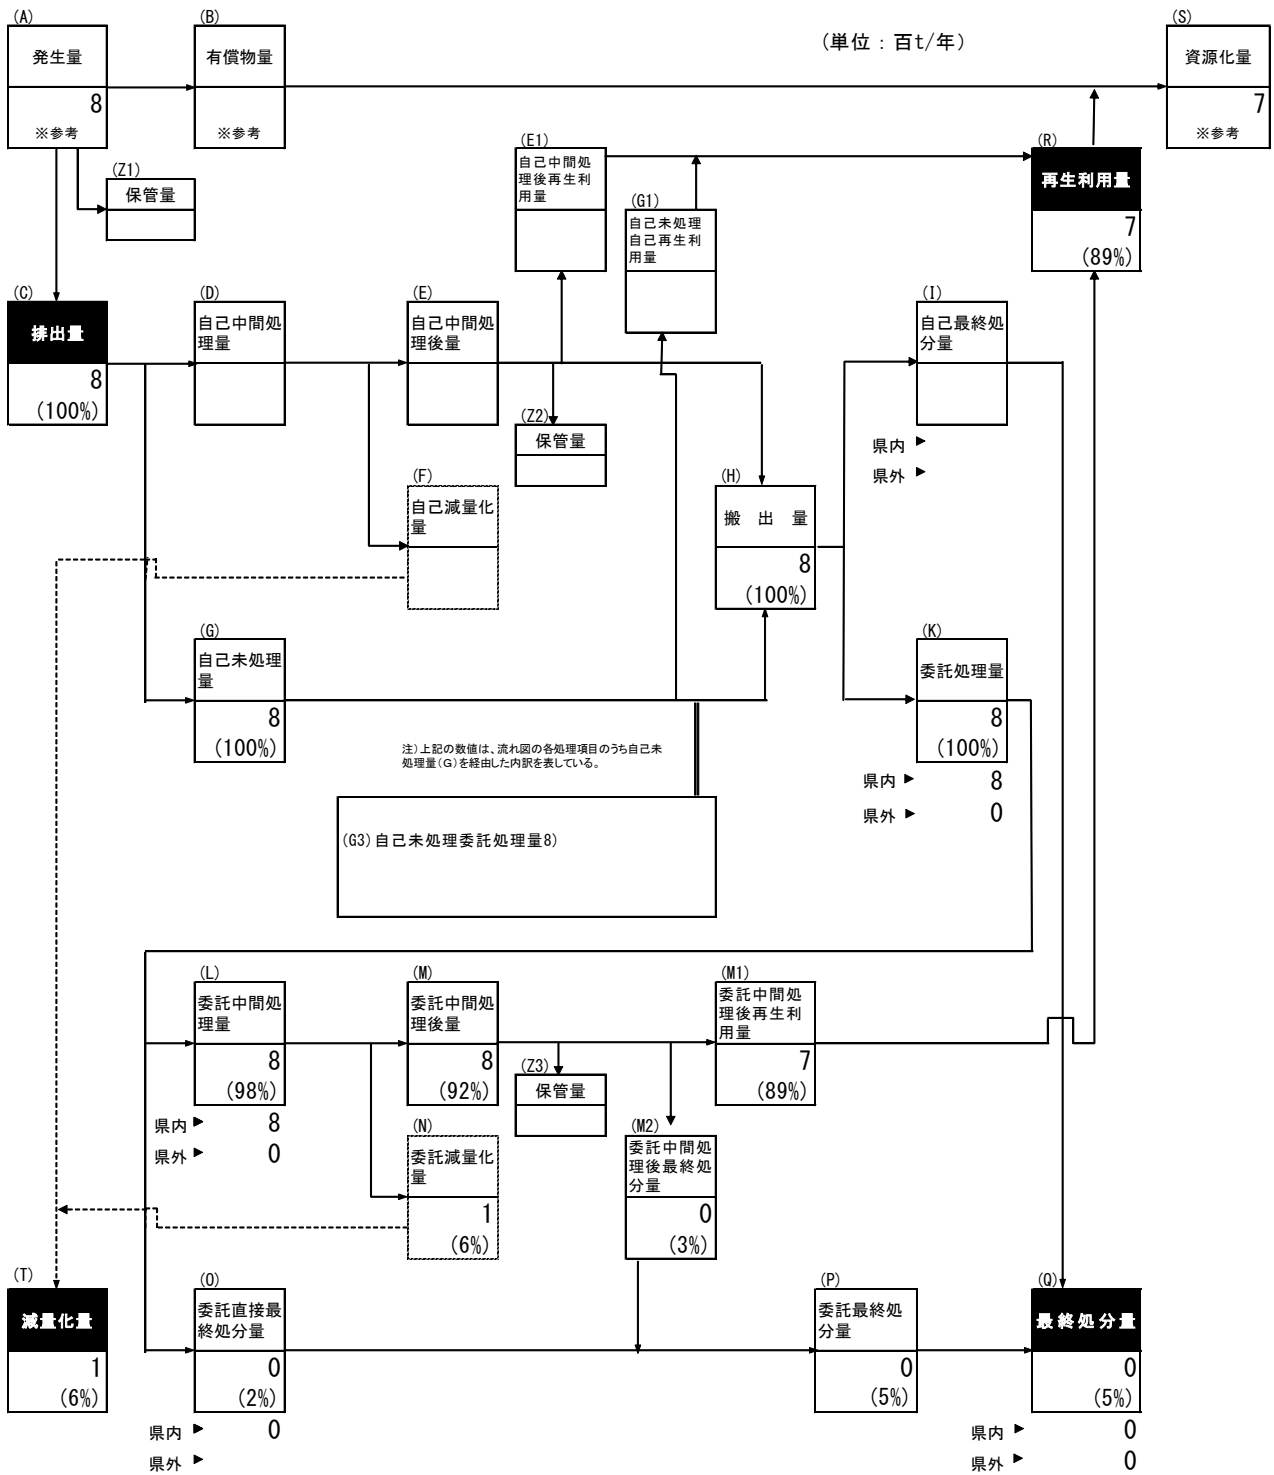 (A)
発生量
8
※参考
(B)
有償物量
※参考
(単位：百t/年)
(S)
資源化量
7
※参考
(Z1)
保管量
(E1)
自己中間処
理後再生利
用量
(G1)
自己未処理
自己再生利
用量
(R)
再生利用量
7
(89%)
(C)
排出量
8
(100%)
(D)
自己中間処
理量
(E)
自己中間処
理後量
(Z2)
保管量
(I)
自己最終処
分量
県内▶
県外▶
(F)
自己減量化
量
(H)
搬 出 量
8
(100%)
(G)
自己未処理
量
8
(100%)
(K)
委託処理量
8
(100%)
県内▶ 8
県外▶ 0
注)上記の数値は、流れ図の各処理項目のうち自己未
処理量(G)を経由した内訳を表している。
(G3)自己未処理委託処理量8)
(L)
委託中間処
理量
8
(98%)
県内▶ 8
県外▶ 0
(M)
委託中間処
理後量
8
(92%)
(Z3)
保管量
(M1)
委託中間処
理後再生利
用量
7
(89%)
(N)
委託減量化
量
1
(6%)
(M2)
委託中間処
理後最終処
分量
0
(3%)
(T)
減量化量
1
(6%)
(O)
委託直接最
終処分量
0
(2%)
県内▶ 0
県外▶
(P)
委託最終処
分量
0
(5%)
(Q)
最終処分量
0
(5%)
県内▶ 0
県外▶ 0